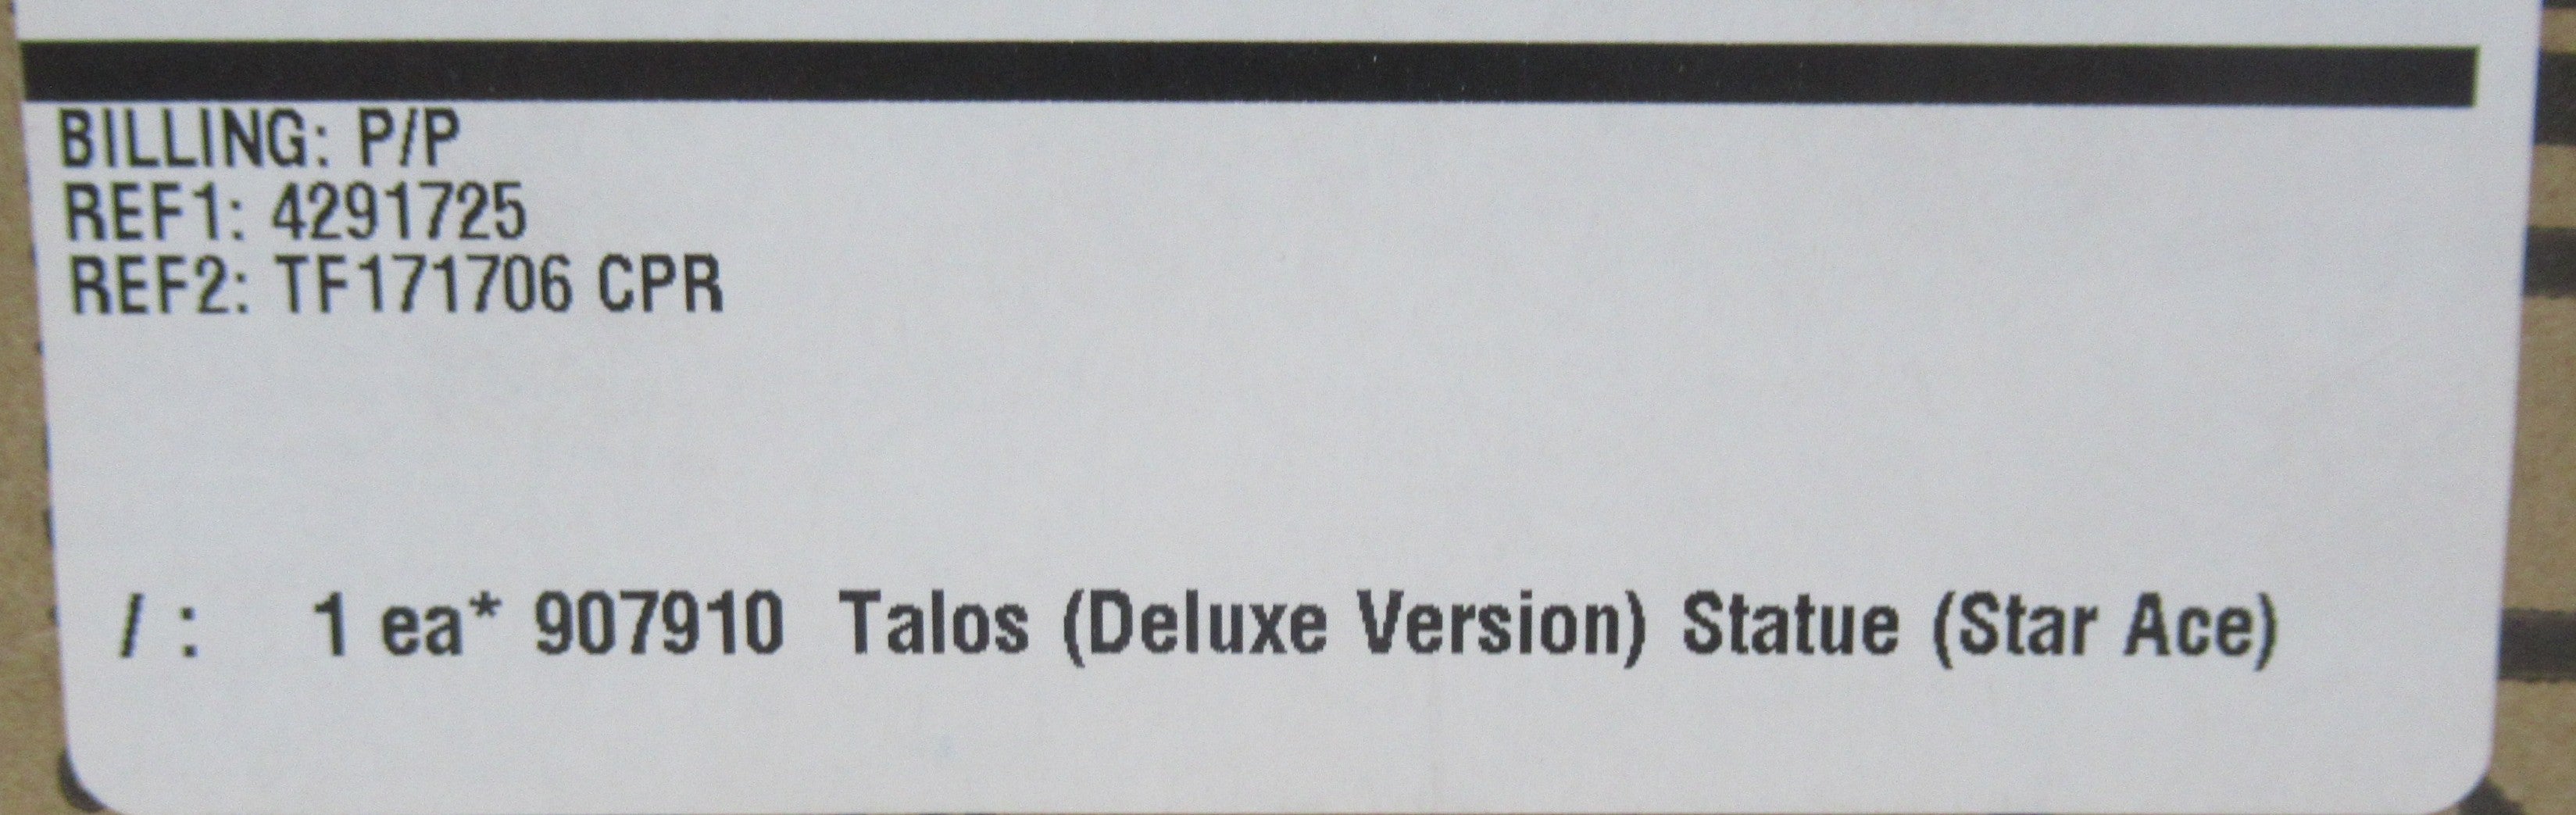 BILLING: P/P
REF1: 4291725
REF2: TF171706 CPR
/ : 1 ea* 907910 Talos (Deluxe Version) Statue (Star Ace)